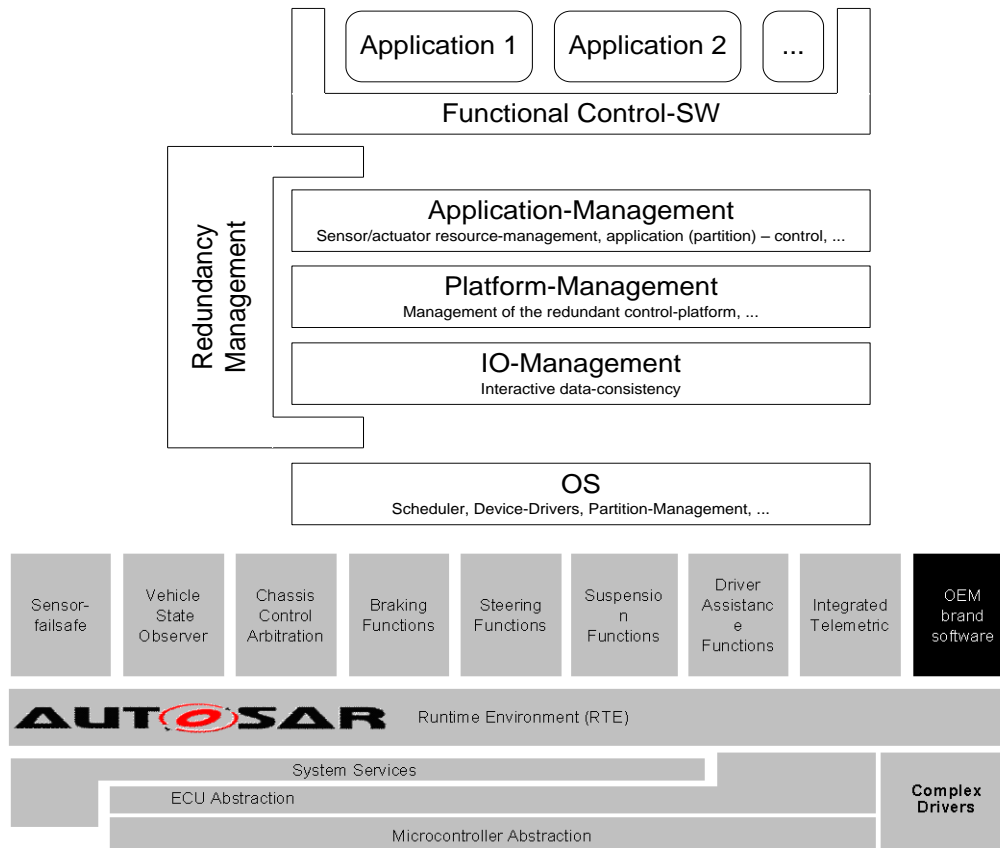 Application 1
Application 2
...
Functional Control-SW
Redundancy
Management
Application-Management
Sensor/actuator resource-management, application (partition) – control, ...
Platform-Management
Management of the redundant control-platform, ...
IO-Management
Interactive data-consistency
OS
Scheduler, Device-Drivers, Partition-Management, ...
Sensor-
failsafe
Vehicle
State
Observer
Chassis
Control
Arbitration
Braking
Functions
Steering
Functions
Suspensio
n
Functions
Driver
Assistanc
e
Functions
Integrated
Telemetric
OEM
brand
software
AUTOSAR
Runtime Environment (RTE)
System Services
ECU Abstraction
Microcontroller Abstraction
Complex
Drivers